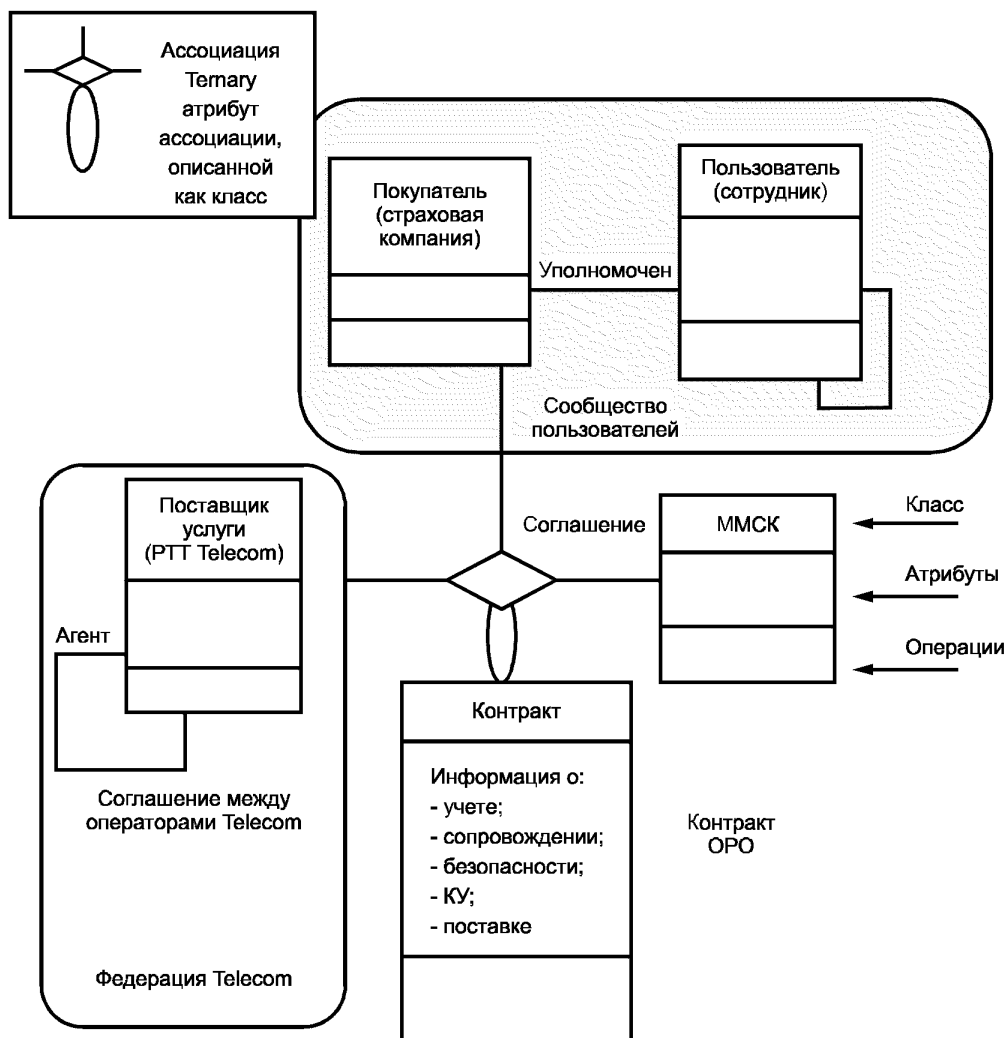 Ассоциация
Ternary
атрибут
ассоциации,
описанной
как класс
Покупатель
(страховая
компания)
Пользователь
(сотрудник)
Уполномочен
Сообщество
пользователей
Поставщик
услуги
(PTT Telecom)
Соглашение
ММСК
Класс
Атрибуты
Операции
Агент
Соглашение между
операторами Telecom
Федерация Telecom
Контракт
Информация о:
- учете;
- сопровождении;
- безопасности;
- КУ;
- поставке
Контракт
ОРО